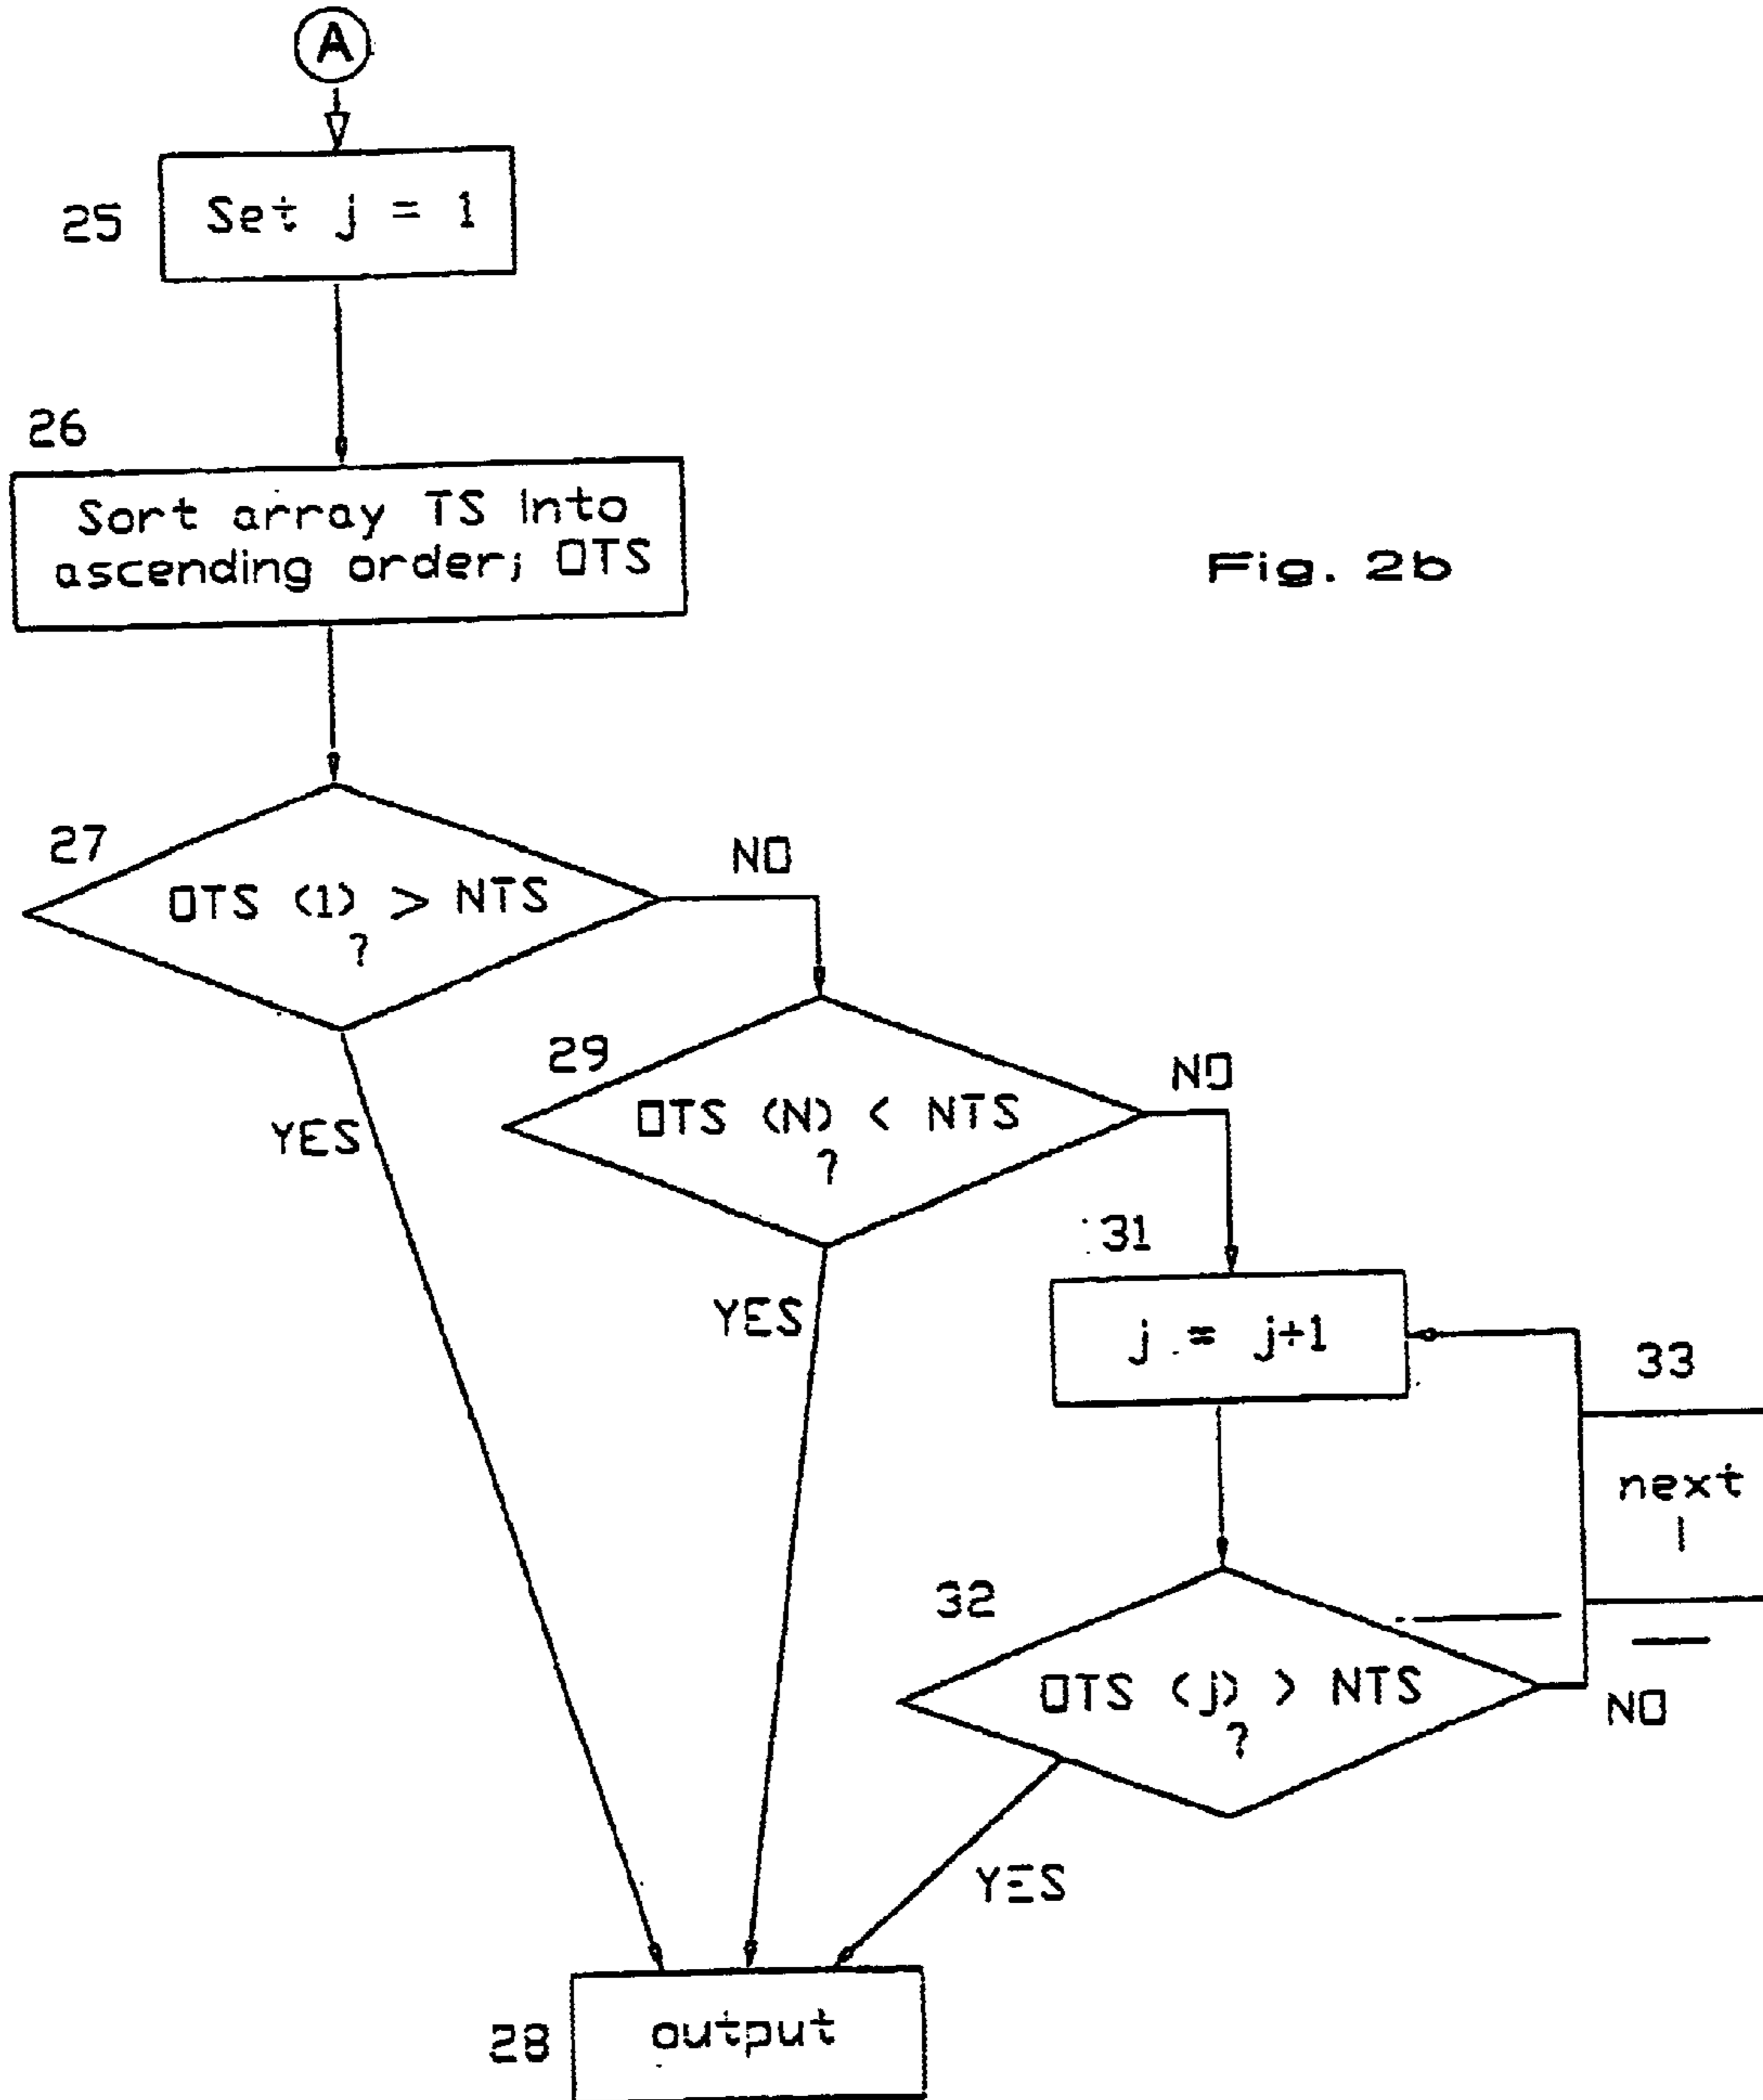 A
25
Set j = 1
26
Sort array TS into
ascending order; OTS
Fig. 2b
27
OTS (1) > NTS
?
NO
YES
29
OTS (N) < NTS
?
NO
YES
31
j = j+1
33
next
32
OTS (j) > NTS
?
NO
YES
28
output